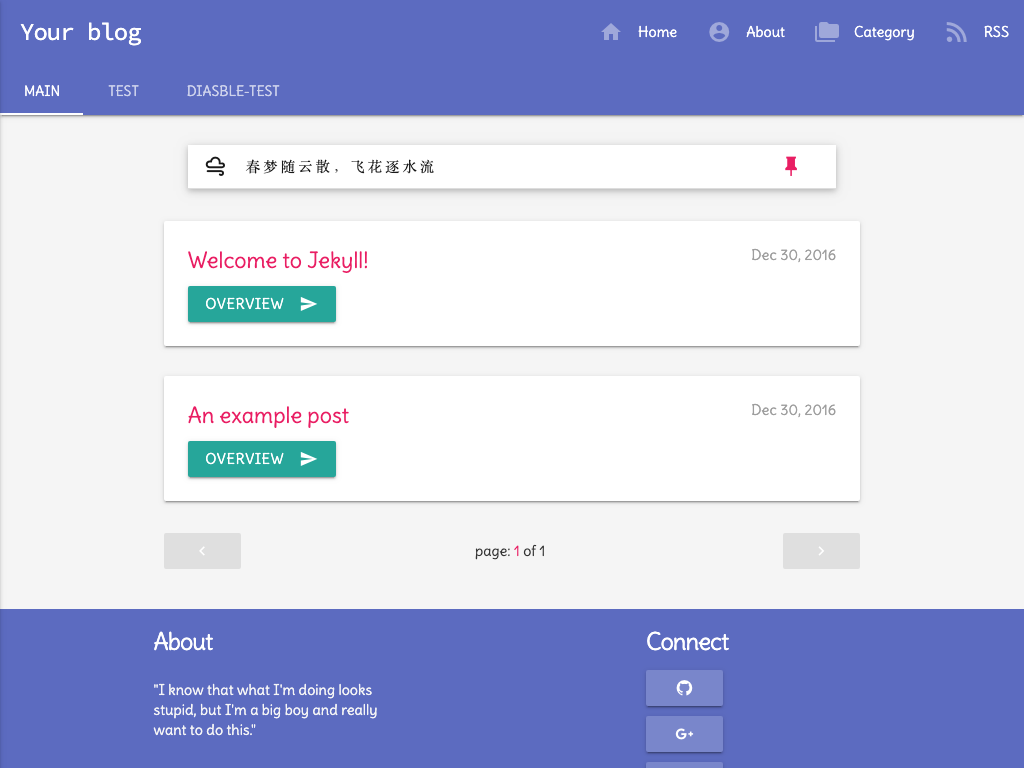 Your blog
Home
About
Category
RSS
MAIN
TEST
DIASBLE-TEST
春梦随云散，飞花逐水流
Welcome to Jekyll!
Dec 30, 2016
OVERVIEW
An example post
Dec 30, 2016
OVERVIEW
page: 1 of 1
About
"I know that what I'm doing looks
stupid, but I'm a big boy and really
want to do this."
Connect
G+